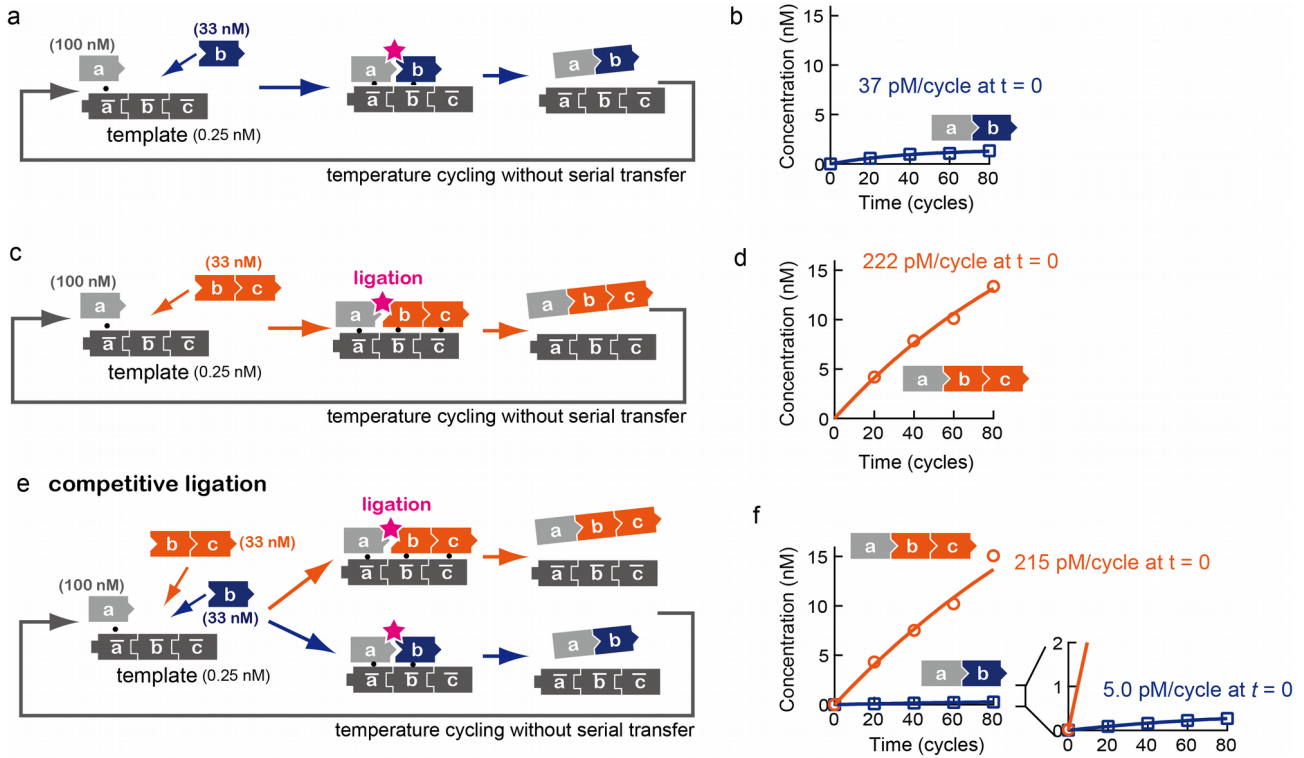 a
(100 nM)
a
(33 nM)
b
a̅ b̅ c̅
template (0.25 nM)
a b
a̅ b̅ c̅
a b
a̅ b̅ c̅
temperature cycling without serial transfer
b
Concentration (nM)
15
10
5
0
37 pM/cycle at t = 0
a b
0 20 40 60 80
Time (cycles)
c
(100 nM)
a
(33 nM)
b c
a̅ b̅ c̅
template (0.25 nM)
ligation
a b c
a̅ b̅ c̅
a b c
a̅ b̅ c̅
temperature cycling without serial transfer
d
Concentration (nM)
15
10
5
0
222 pM/cycle at t = 0
a b c
0 20 40 60 80
Time (cycles)
e competitive ligation
b c (33 nM)
(100 nM)
a
b
(33 nM)
a̅ b̅ c̅
template (0.25 nM)
ligation
a b c
a̅ b̅ c̅
a b c
a̅ b̅ c̅
a b
a̅ b̅ c̅
a b
a̅ b̅ c̅
temperature cycling without serial transfer
f
Concentration (nM)
15
10
5
0
a b c
215 pM/cycle at t = 0
a b
0 20 40 60 80
Time (cycles)
2
1
0
5.0 pM/cycle at t = 0
0 20 40 60 80